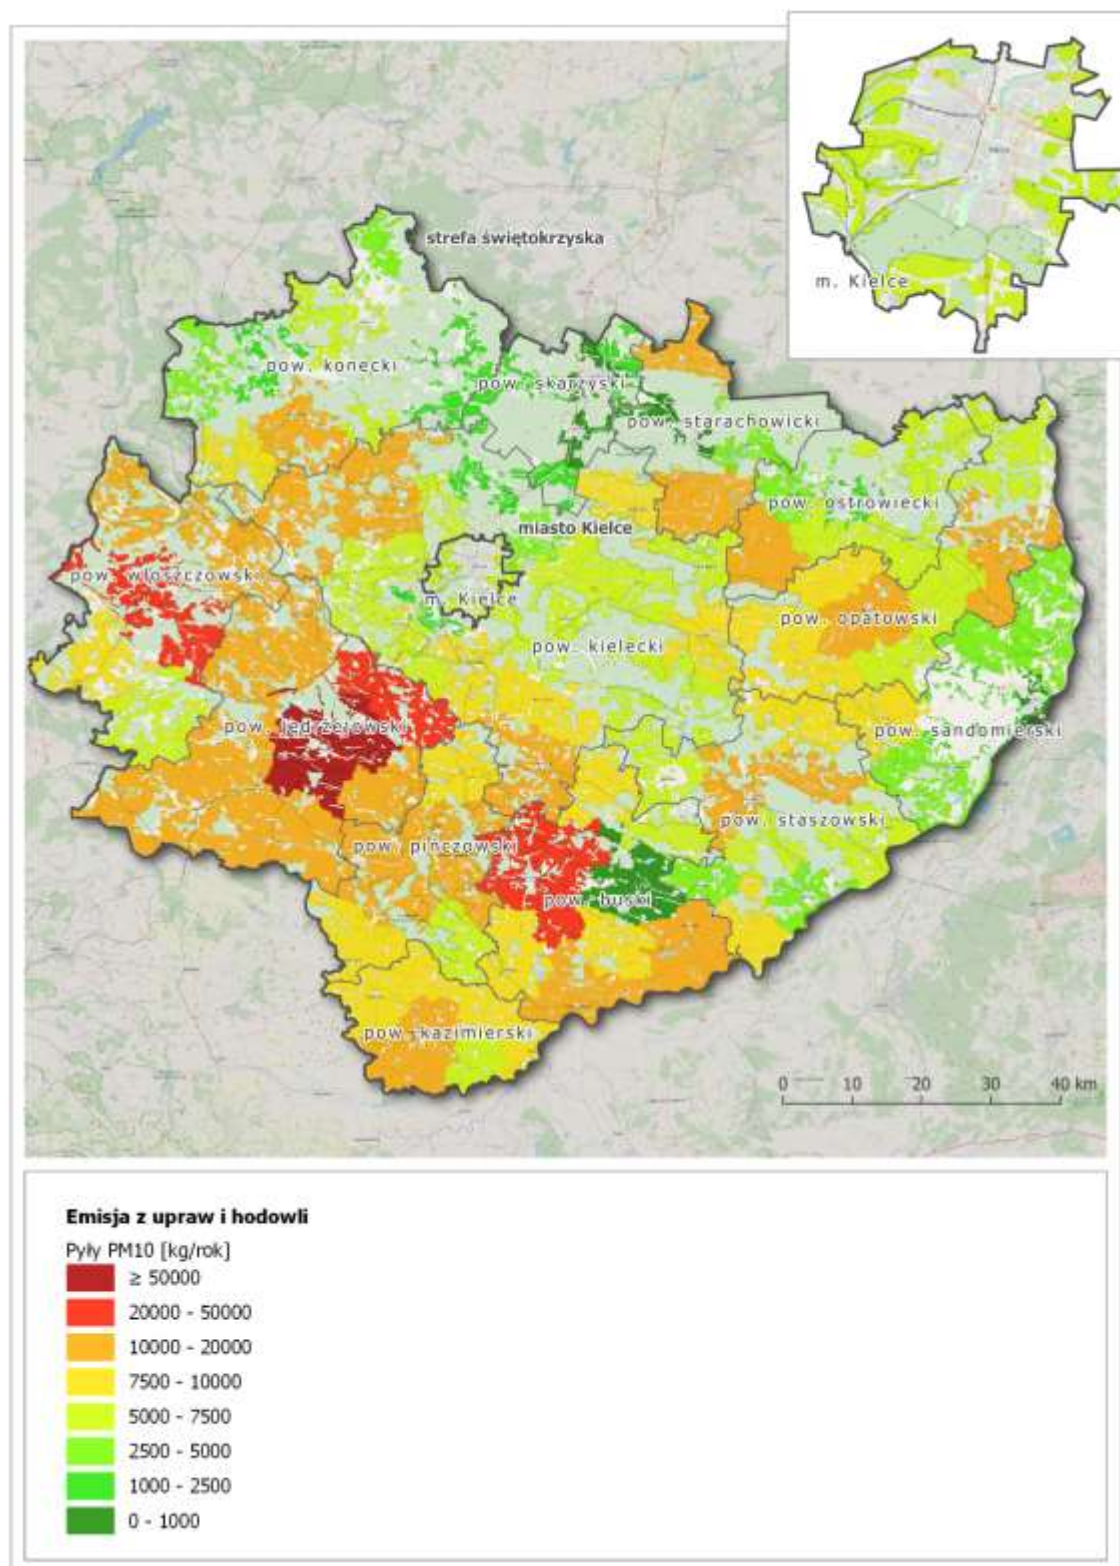 strefa świętokrzyska
m. Kielce
pow. konecki
pow. skarżyski
pow. starachowicki
pow. ostrowiecki
miasto Kielce
pow. włoszczowski
m. Kielce
pow. opatowski
pow. kielecki
pow. jędrzejowski
pow. sandomierski
pow. staszowski
pow. pińczowski
pow. buski
pow. kazimierski
0 10 20 30 40 km
Emisja z upraw i hodowli
Pyły PM10 [kg/rok]
≥ 50000
20000 - 50000
10000 - 20000
7500 - 10000
5000 - 7500
2500 - 5000
1000 - 2500
0 - 1000